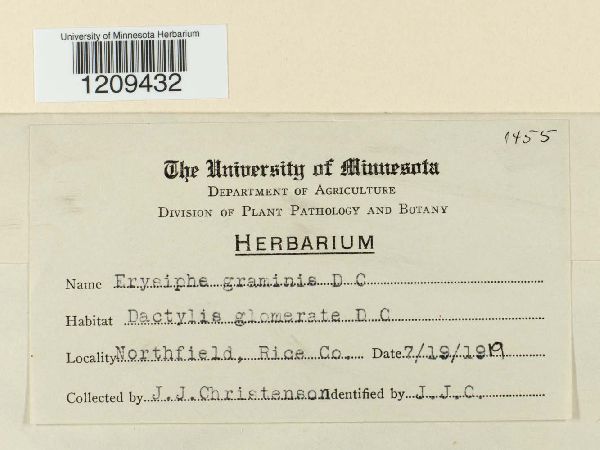 University of Minnesota Herbarium
1209432
1455
The University of Minnesota
DEPARTMENT OF AGRICULTURE
DIVISION OF PLANT PATHOLOGY AND BOTANY
HERBARIUM
Name Erysiphe graminis D C
Habitat Dactylis glomerate D C
Locality Northfield, Rice Co. Date 7/19/1919
Collected by J.J.Christenson Identified by J.J.C.